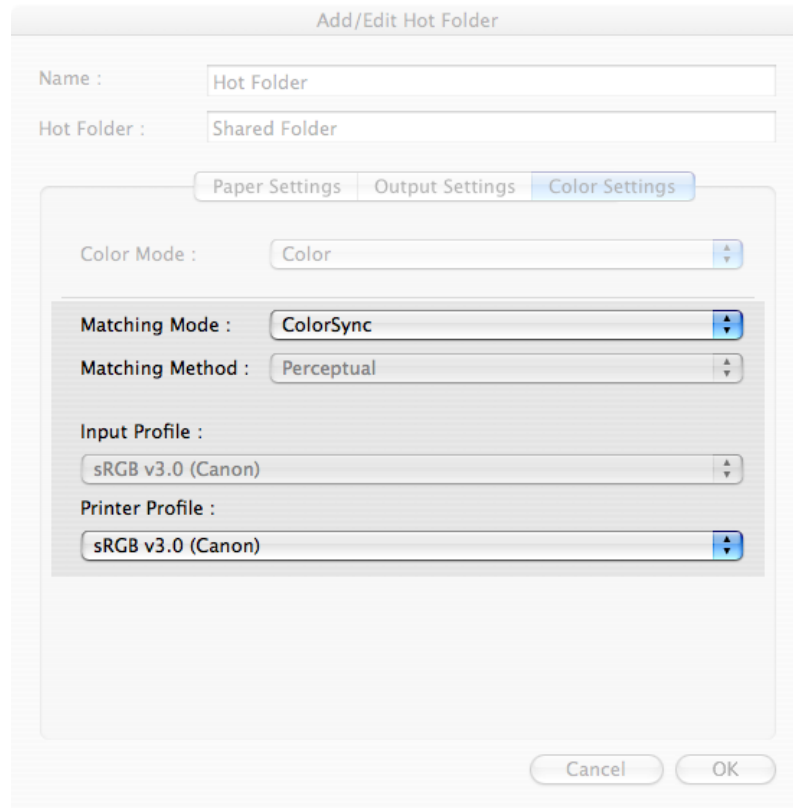 Add/Edit Hot Folder
Name : Hot Folder
Hot Folder : Shared Folder
Paper Settings Output Settings Color Settings
Color Mode : Color
Matching Mode : ColorSync
Matching Method : Perceptual
Input Profile :
sRGB v3.0 (Canon)
Printer Profile :
sRGB v3.0 (Canon)
Cancel OK